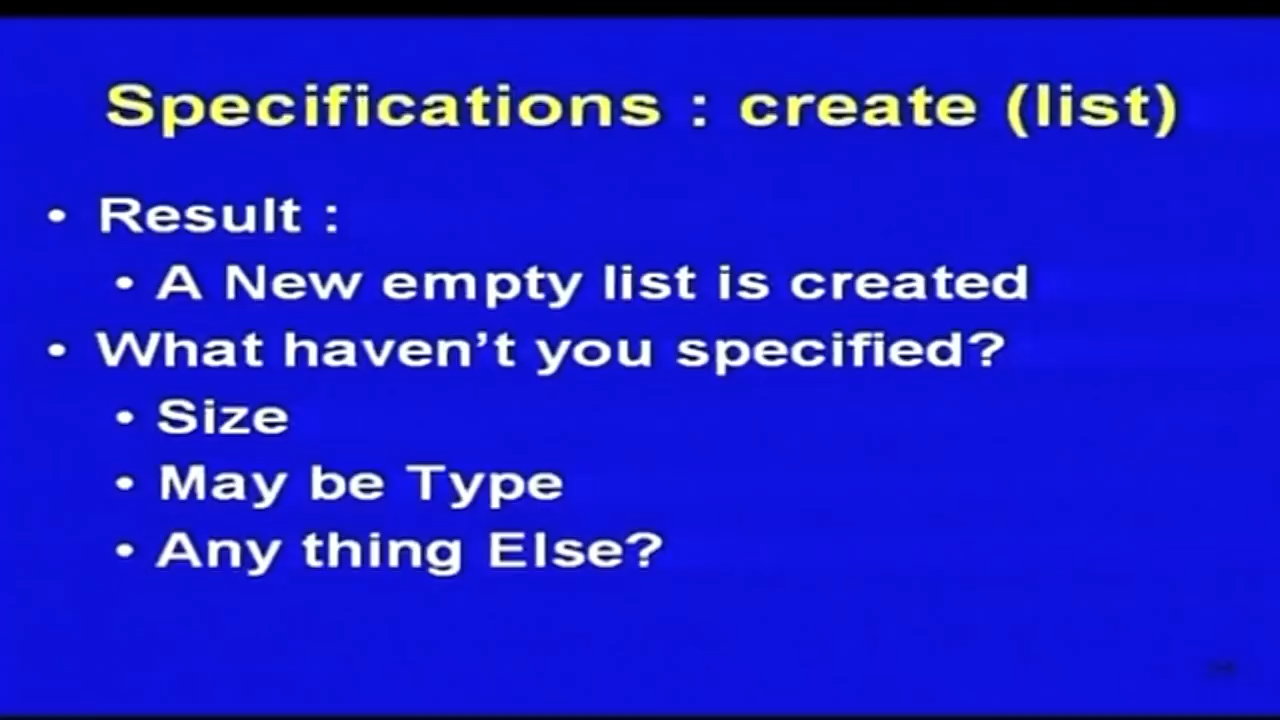 Specifications : create (list)
• Result :
• A New empty list is created
• What haven't you specified?
• Size
• May be Type
• Any thing Else?